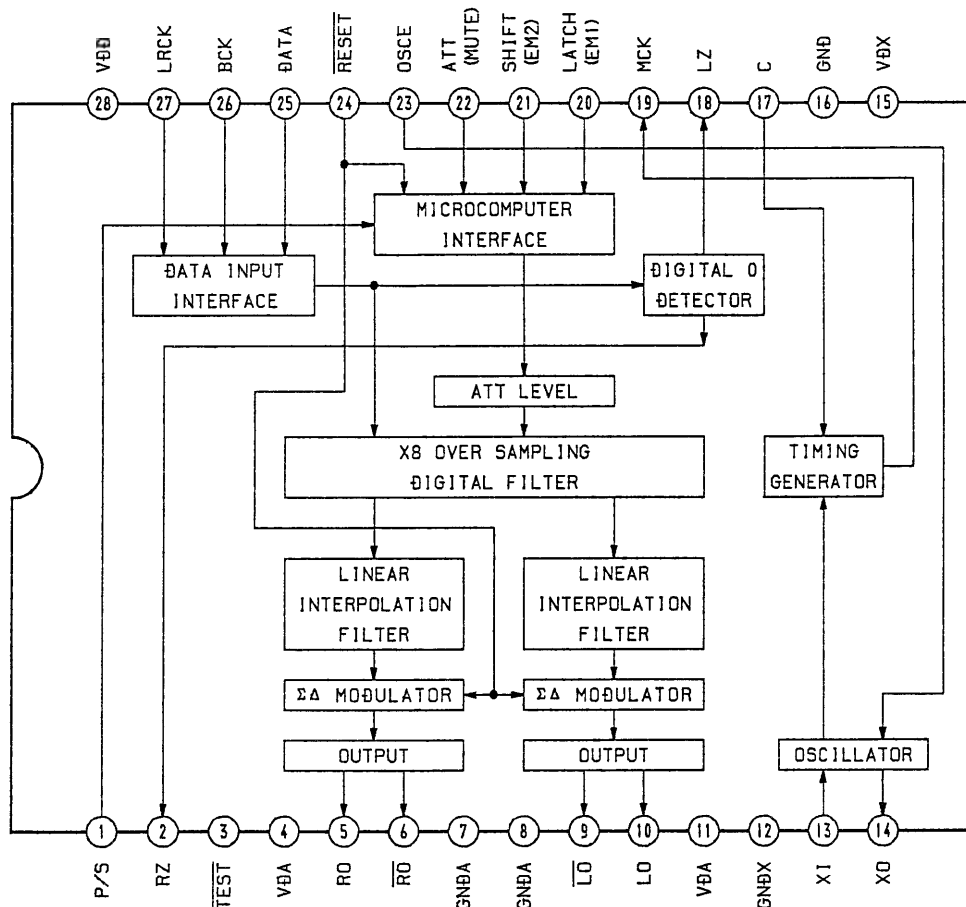 VDD
LRCK
BCK
DATA
RESET
OSCE
ATT
(MUTE)
SHIFT
(EM2)
LATCH
(EM1)
MCK
LZ
C
GND
VDX
28
27
26
25
24
23
22
21
20
19
18
17
16
15
MICROCOMPUTER
INTERFACE
DATA INPUT
INTERFACE
DIGITAL 0
DETECTOR
ATT LEVEL
X8 OVER SAMPLING
DIGITAL FILTER
TIMING
GENERATOR
LINEAR
INTERPOLATION
FILTER
LINEAR
INTERPOLATION
FILTER
ΣΔ MODULATOR
ΣΔ MODULATOR
OUTPUT
OUTPUT
OSCILLATOR
1
2
3
4
5
6
7
8
9
10
11
12
13
14
P/S
RZ
TEST
VDA
RO
RO
GNDA
GNDA
LO
LO
VDA
GNDX
XI
XO